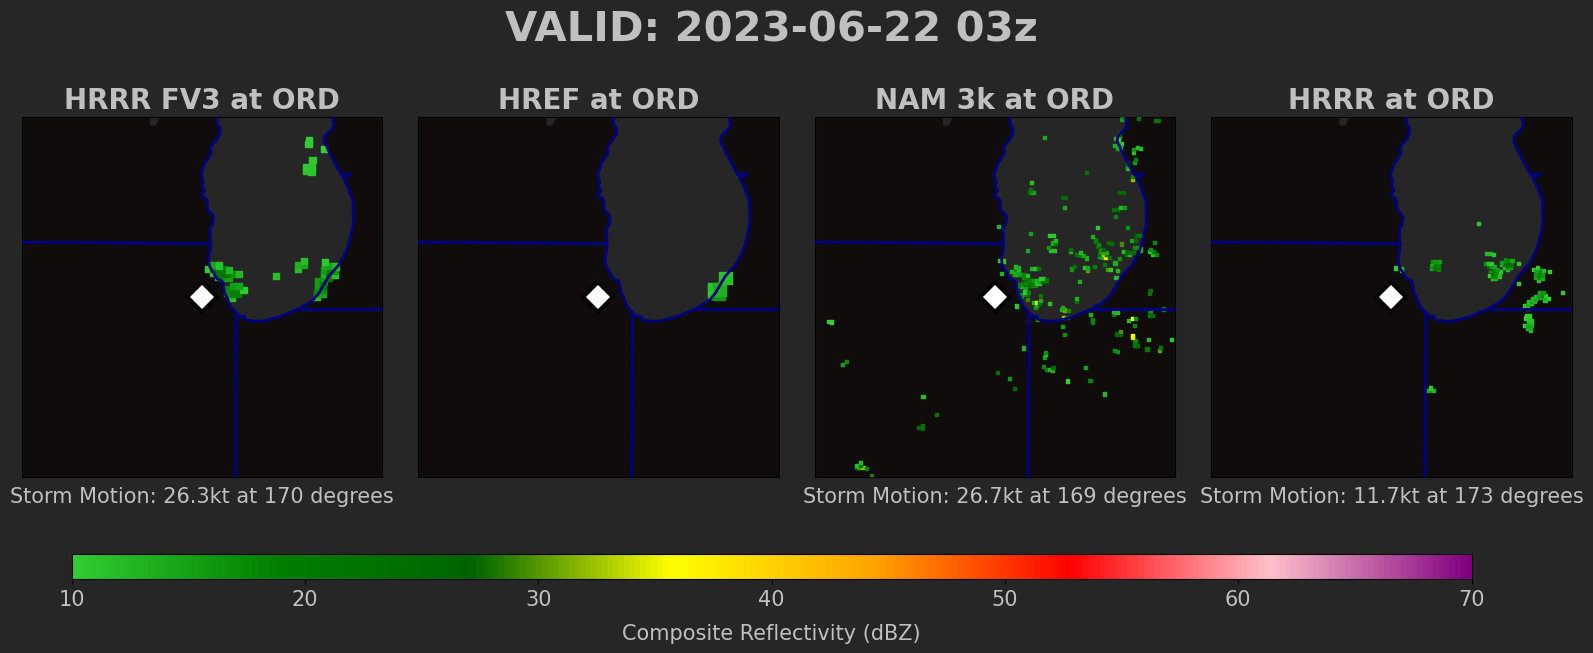 VALID: 2023-06-22 03z
HRRR FV3 at ORD
HREF at ORD
NAM 3k at ORD
HRRR at ORD
Storm Motion: 26.3kt at 170 degrees
Storm Motion: 26.7kt at 169 degrees
Storm Motion: 11.7kt at 173 degrees
10 20 30 40 50 60 70
Composite Reflectivity (dBZ)